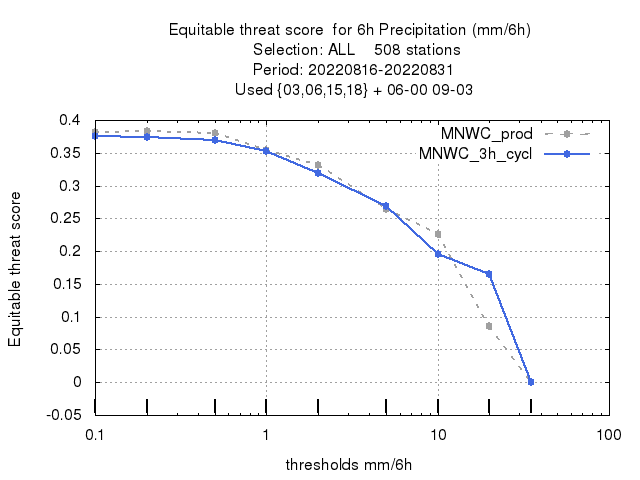 Equitable threat score  for 6h Precipitation (mm/6h)
Selection: ALL    508 stations
Period: 20220816-20220831
Used {03,06,15,18} + 06-00 09-03
MNWC_prod
MNWC_3h_cycl
0.4
0.35
0.3
0.25
0.2
0.15
0.1
0.05
0
-0.05
Equitable threat score
0.1 1 10 100
thresholds mm/6h